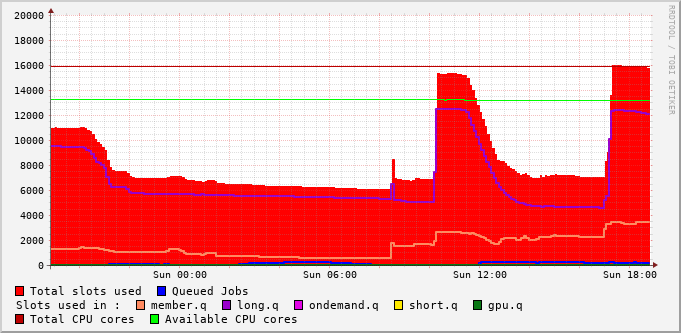 RRDTOOL / TOBI OETIKER
20000
18000
16000
14000
12000
10000
8000
6000
4000
2000
0
Sun 00:00 Sun 06:00 Sun 12:00 Sun 18:00
Total slots used Queued Jobs
Slots used in : member.q long.q ondemand.q short.q gpu.q
Total CPU cores Available CPU cores